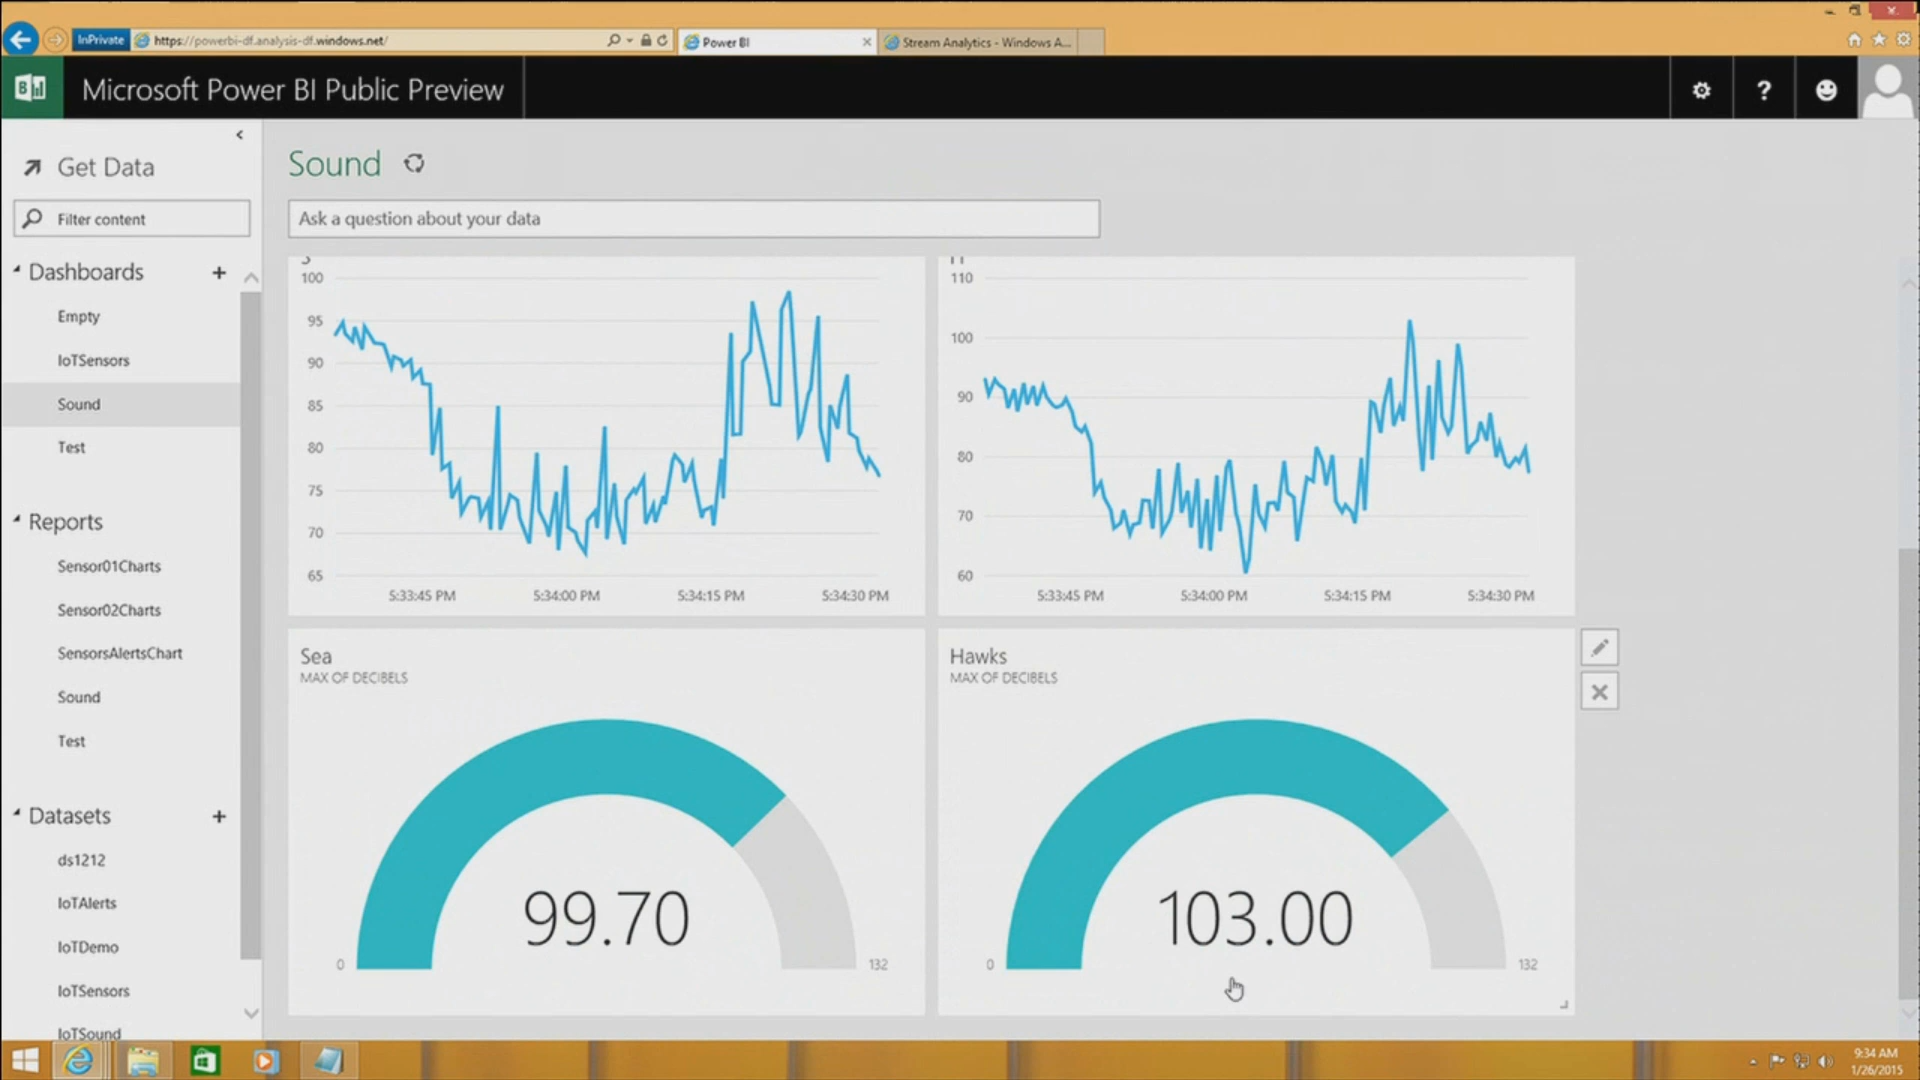 InPrivate
https://powerbi-df.analysis-df.windows.net/
Power BI
Stream Analytics - Windows A...
Microsoft Power BI Public Preview
?
Get Data
Filter content
Dashboards
Empty
IoTSensors
Sound
Test
Reports
Sensor01Charts
Sensor02Charts
SensorsAlertsChart
Sound
Test
Datasets
ds1212
IoTAlerts
IoTDemo
IoTSensors
IoTSound
Sound
Ask a question about your data
100
95
90
85
80
75
70
65
5:33:45 PM
5:34:00 PM
5:34:15 PM
5:34:30 PM
110
100
90
80
70
60
5:33:45 PM
5:34:00 PM
5:34:15 PM
5:34:30 PM
Sea
MAX OF DECIBELS
99.70
0
132
Hawks
MAX OF DECIBELS
103.00
0
132
9:34 AM
1/26/2015